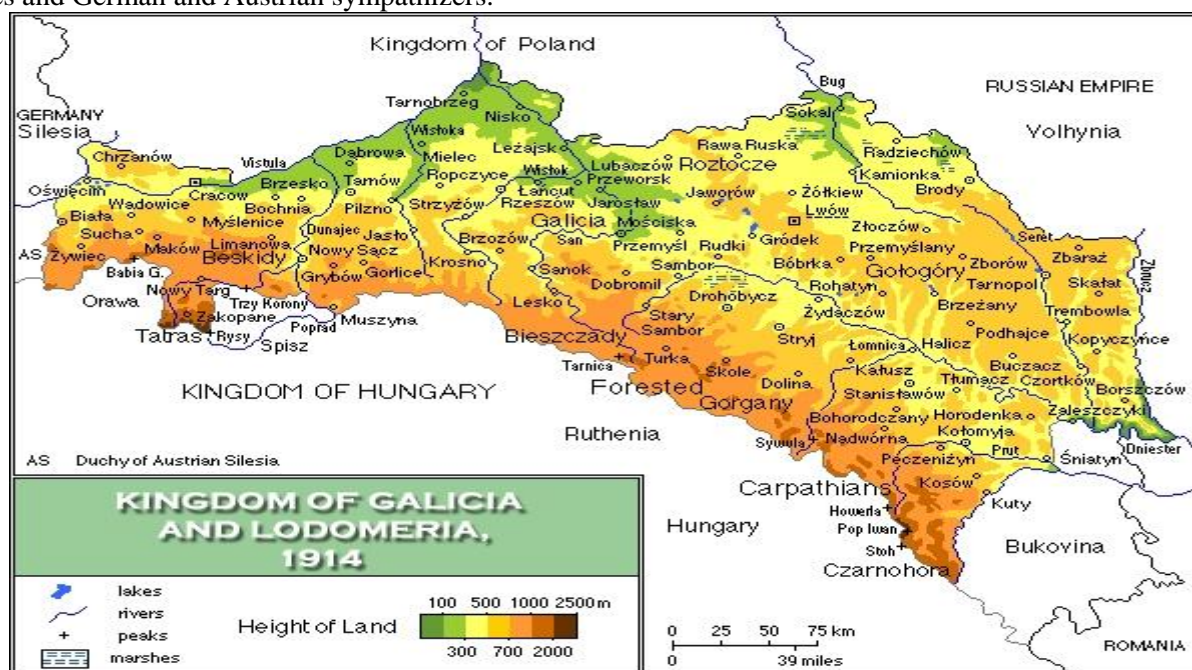 es and German and Austrian sympathizers.
Kingdom of Poland
Bug
RUSSIAN EMPIRE
Volhynia
GERMANY
Silesia
Tarnobrzeg
Nisko
Sokal
Wisłoka
Chrzanów
Vistula
Dąbrowa
Mielec
Leżajsk
Rawa Ruska
Radziechów
Lubaczów
Roztocze
Oświęcim
Cracow
Brzesko
Tarnów
Ropczyce
Wisłok
Przeworsk
Kamionka
Wadowice
Bochnia
Pilzno
Strzyżów
Łańcut
Rzeszów
Jarosław
Jaworów
Żółkiew
Brody
Biała
Myślenice
Dunajec
Jasło
Galicia
Mościska
Lwów
Sucha
Maków
Limanowa
Nowy Sącz
Brzozów
San
Przemyśl
Rudki
Gródek
Złoczów
Seret
AS
Żywiec
Beskidy
Krosno
Przemyślany
Zborów
Zbaraż
Babia G.
Grybów
Gorlice
Sanok
Sambor
Bóbrka
Gołogóry
Zbrucz
Nowy Targ
Dobromil
Rohatyn
Tarnopol
Skałat
Orawa
Trzy Korony
Lesko
Drohóbycz
Żydaczów
Brzeżany
Zakopane
Muszyna
Stary
Sambor
Trembowla
Tatras
Rysy
Poprad
Spisz
Bieszczady
Stryj
Łomnica
Halicz
Podhajce
Kopyczyńce
Tarnica
Turka
Skole
Kałusz
Buczacz
KINGDOM OF HUNGARY
Forested
Dolina
Tłumacz
Czortków
Borszczów
Gorgany
Stanisławów
Bohorodczany
Horodenka
Zaleszczyki
Ruthenia
Kołomyja
Sywula
Nadwórna
Prut
Dniester
AS Duchy of Austrian Silesia
Peczeniżyn
Śniatyn
Carpathians
Kosów
KINGDOM OF GALICIA
AND LODOMERIA,
1914
Howerla
Kuty
Hungary
Pop Iwan
Stoh
Bukovina
Czarnohora
lakes
rivers
peaks
marshes
Height of Land
100 500 1000 2500 m
300 700 2000
0 25 50 75 km
0 39 miles
ROMANIA